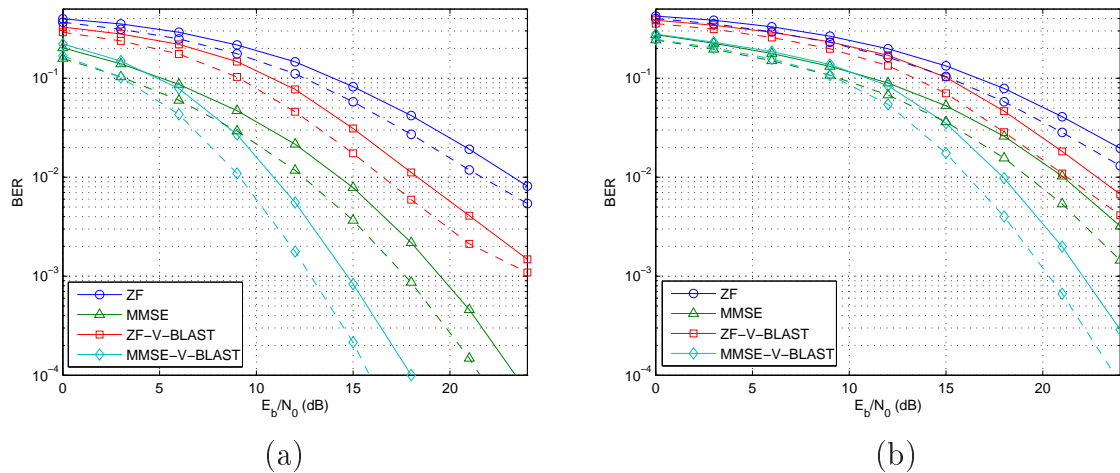 10^-1
10^-2
10^-3
10^-4
BER
0
5
10
15
20
E_b/N_0 (dB)
ZF
MMSE
ZF−V−BLAST
MMSE−V−BLAST
(a)
10^-1
10^-2
10^-3
10^-4
BER
0
5
10
15
20
E_b/N_0 (dB)
ZF
MMSE
ZF−V−BLAST
MMSE−V−BLAST
(b)